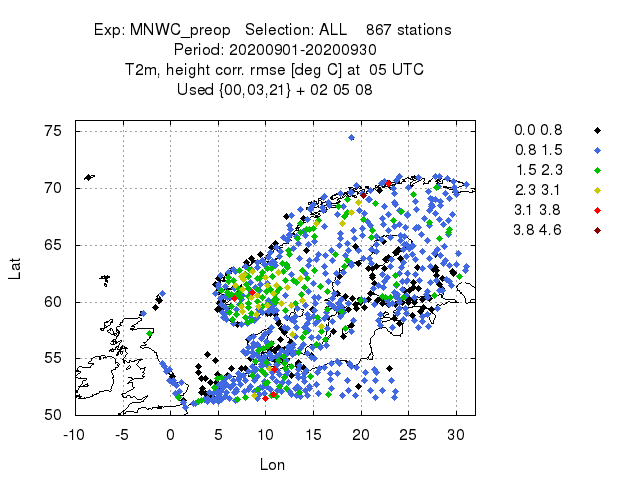 Exp: MNWC_preop   Selection: ALL    867 stations
Period: 20200901-20200930
T2m, height corr. rmse [deg C] at  05 UTC
Used {00,03,21} + 02 05 08
0.0 0.8
0.8 1.5
1.5 2.3
2.3 3.1
3.1 3.8
3.8 4.6
75
70
65
60
55
50
Lat
-10 -5 0 5 10 15 20 25 30
Lon